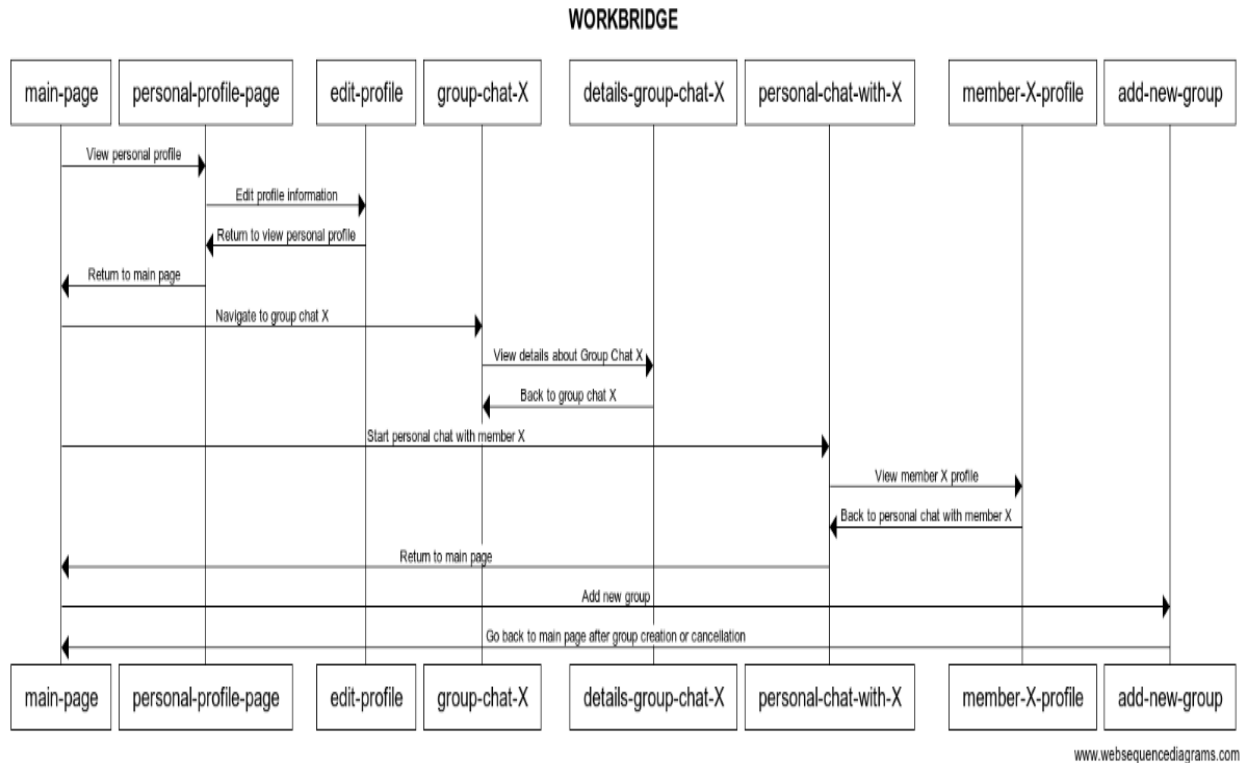 WORKBRIDGE
main-page
personal-profile-page
edit-profile
group-chat-X
details-group-chat-X
personal-chat-with-X
member-X-profile
add-new-group
View personal profile
Edit profile information
Return to view personal profile
Return to main page
Navigate to group chat X
View details about Group Chat X
Back to group chat X
Start personal chat with member X
View member X profile
Back to personal chat with member X
Return to main page
Add new group
Go back to main page after group creation or cancellation
main-page
personal-profile-page
edit-profile
group-chat-X
details-group-chat-X
personal-chat-with-X
member-X-profile
add-new-group
www.websequencediagrams.com